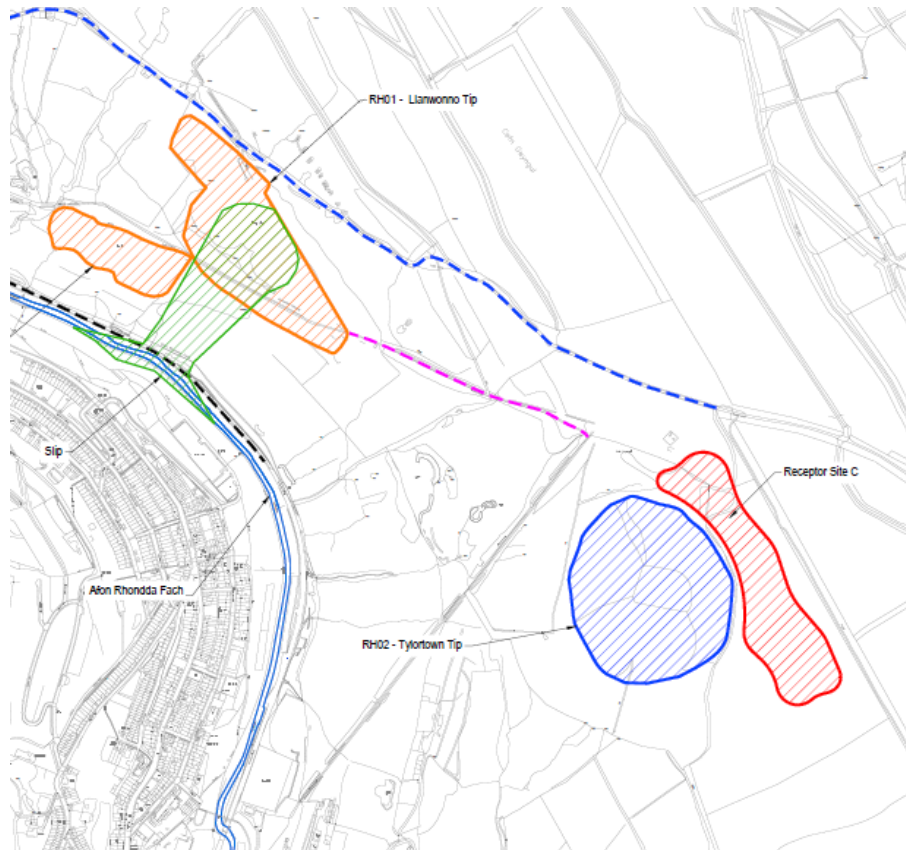 RH01 - Llanwonno Tip
Slip
Receptor Site C
Afon Rhondda Fach
RH02 - Tylortown Tip